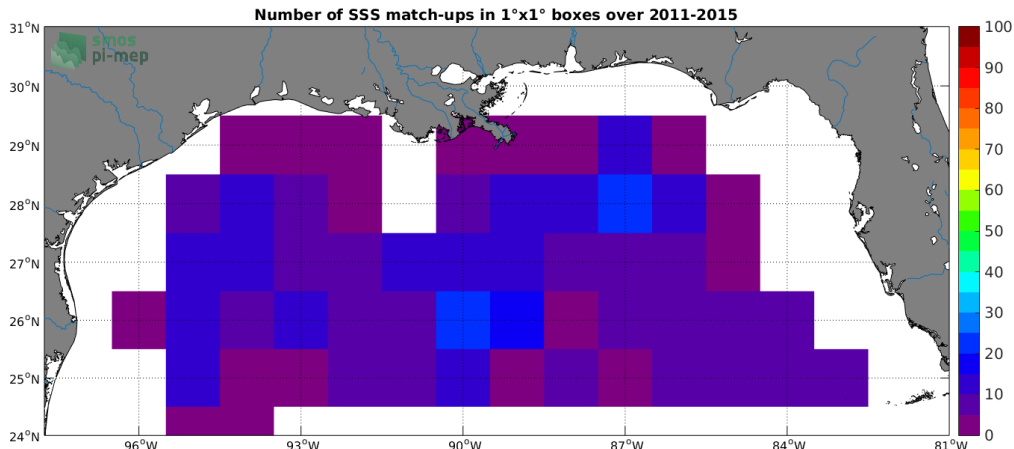 Number of SSS match-ups in 1°x1° boxes over 2011-2015
smos
pi-mep
31°N
30°N
29°N
28°N
27°N
26°N
25°N
24°N
96°W 93°W 90°W 87°W 84°W 81°W
100
90
80
70
60
50
40
30
20
10
0